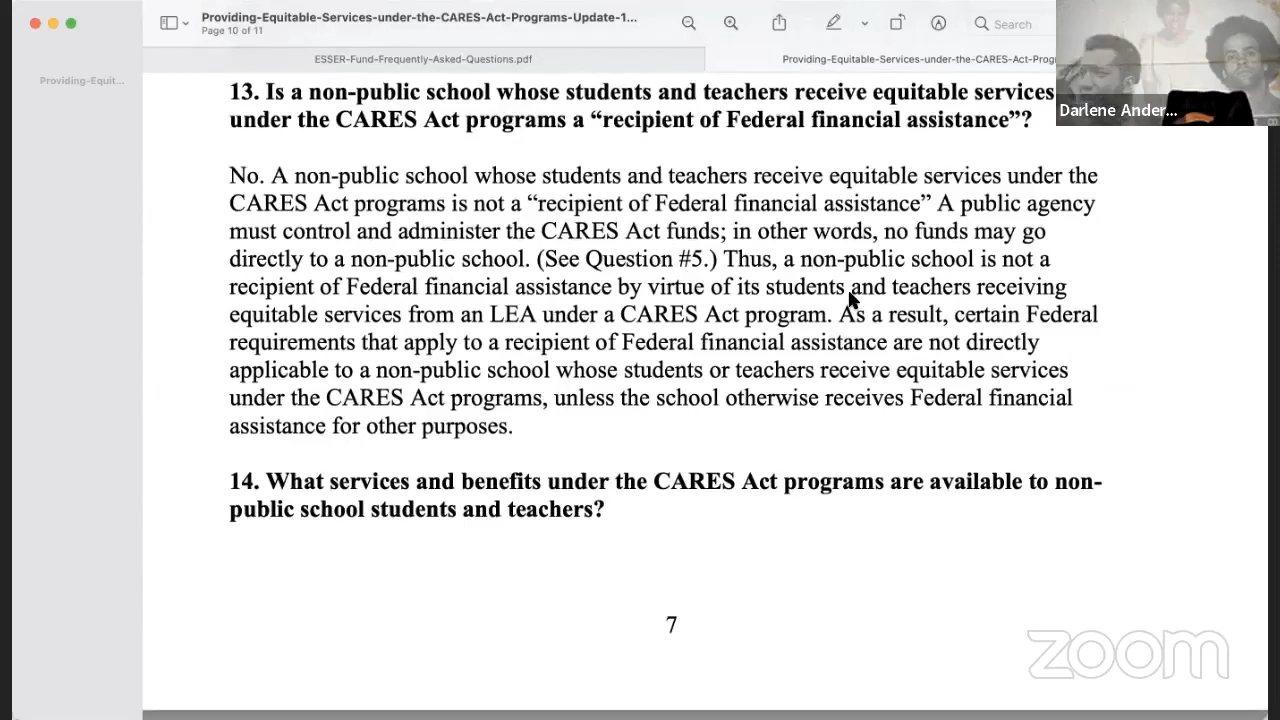 Providing-Equitable-Services-under-the-CARES-Act-Programs-Update-1...
Page 10 of 11
Search
ESSER-Fund-Frequently-Asked-Questions.pdf
Providing-Equitable-Services-under-the-CARES-Act-Prog
Providing-Equit...
Darlene Ander...
13. Is a non-public school whose students and teachers receive equitable services
under the CARES Act programs a “recipient of Federal financial assistance”?
No. A non-public school whose students and teachers receive equitable services under the
CARES Act programs is not a “recipient of Federal financial assistance” A public agency
must control and administer the CARES Act funds; in other words, no funds may go
directly to a non-public school. (See Question #5.) Thus, a non-public school is not a
recipient of Federal financial assistance by virtue of its students and teachers receiving
equitable services from an LEA under a CARES Act program. As a result, certain Federal
requirements that apply to a recipient of Federal financial assistance are not directly
applicable to a non-public school whose students or teachers receive equitable services
under the CARES Act programs, unless the school otherwise receives Federal financial
assistance for other purposes.
14. What services and benefits under the CARES Act programs are available to non-
public school students and teachers?
7
zoom